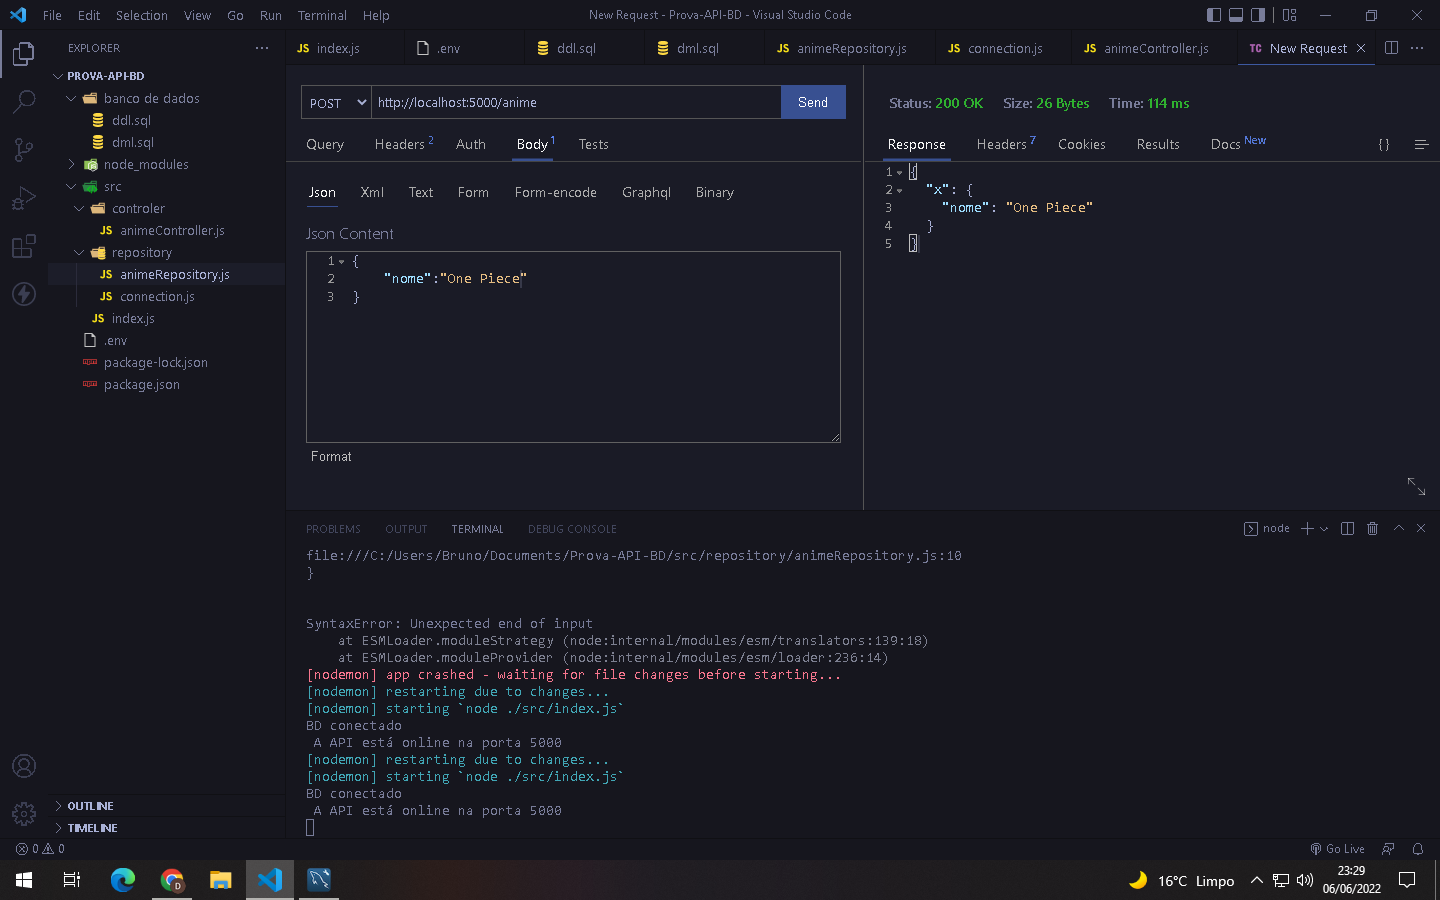 File Edit Selection View Go Run Terminal Help New Request - Prova-API-BD - Visual Studio Code
EXPLORER ···
JS index.js
.env
ddl.sql
dml.sql
JS animeRepository.js
JS connection.js
JS animeController.js
TC New Request
PROVA-API-BD
banco de dados
ddl.sql
dml.sql
node_modules
src
controler
JS animeController.js
repository
JS animeRepository.js
JS connection.js
JS index.js
.env
package-lock.json
package.json
OUTLINE
TIMELINE
POST http://localhost:5000/anime Send
Query Headers 2 Auth Body 1 Tests
Json Xml Text Form Form-encode Graphql Binary
Json Content
1 {
2 "nome":"One Piece"
3 }
Format
Status: 200 OK Size: 26 Bytes Time: 114 ms
Response Headers 7 Cookies Results Docs New {}
1 {
2 "x": {
3 "nome": "One Piece"
4 }
5 }
PROBLEMS OUTPUT TERMINAL DEBUG CONSOLE node
file:///C:/Users/Bruno/Documents/Prova-API-BD/src/repository/animeRepository.js:10
}
SyntaxError: Unexpected end of input
at ESMLoader.moduleStrategy (node:internal/modules/esm/translators:139:18)
at ESMLoader.moduleProvider (node:internal/modules/esm/loader:236:14)
[nodemon] app crashed - waiting for file changes before starting...
[nodemon] restarting due to changes...
[nodemon] starting `node ./src/index.js`
BD conectado
A API está online na porta 5000
[nodemon] restarting due to changes...
[nodemon] starting `node ./src/index.js`
BD conectado
A API está online na porta 5000
0 0 Go Live
D
16°C Limpo
23:29
06/06/2022